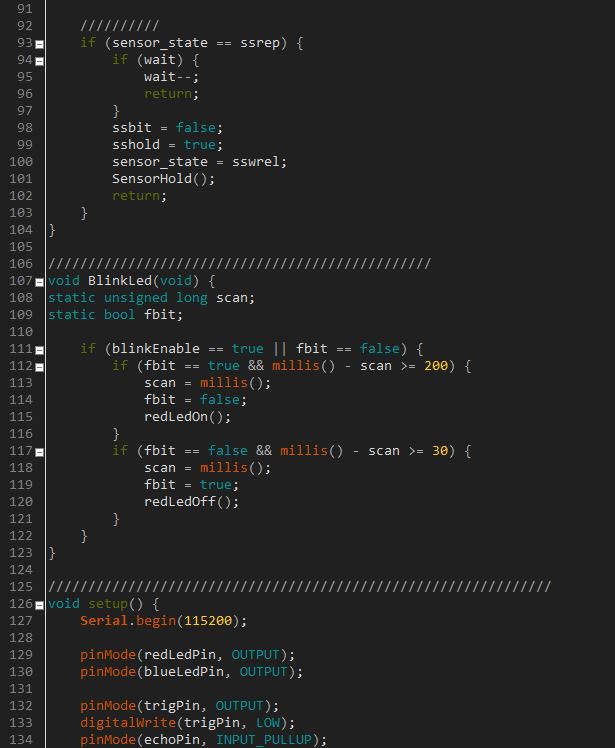 91
92     //////////
93     if (sensor_state == ssrep) {
94         if (wait) {
95             wait--;
96             return;
97         }
98         ssbit = false;
99         sshold = true;
100         sensor_state = sswrel;
101         SensorHold();
102         return;
103     }
104 }
105
106 ////////////////////////////////////////////////
107 void BlinkLed(void) {
108 static unsigned long scan;
109 static bool fbit;
110
111     if (blinkEnable == true || fbit == false) {
112         if (fbit == true && millis() - scan >= 200) {
113             scan = millis();
114             fbit = false;
115             redLedOn();
116         }
117         if (fbit == false && millis() - scan >= 30) {
118             scan = millis();
119             fbit = true;
120             redLedOff();
121         }
122     }
123 }
124
125 ///////////////////////////////////////////////////////////////
126 void setup() {
127     Serial.begin(115200);
128
129     pinMode(redLedPin, OUTPUT);
130     pinMode(blueLedPin, OUTPUT);
131
132     pinMode(trigPin, OUTPUT);
133     digitalWrite(trigPin, LOW);
134     pinMode(echoPin, INPUT_PULLUP);